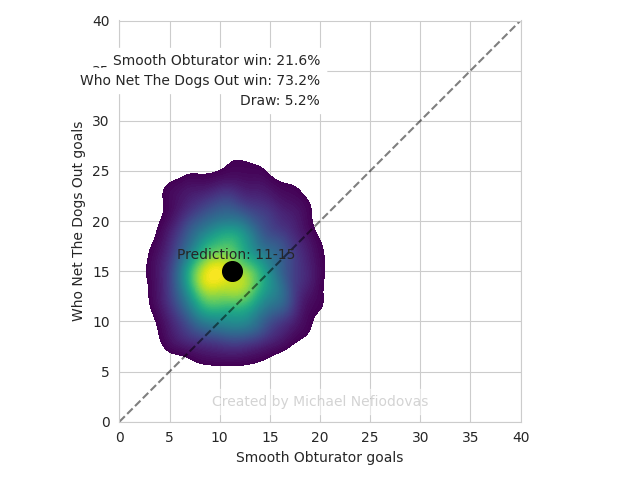 40
Smooth Obturator win: 21.6%
Who Net The Dogs Out win: 73.2%
Draw: 5.2%
30
25
20
15
10
5
0
Who Net The Dogs Out goals
Prediction: 11-15
Created by Michael Nefiodovas
0 5 10 15 20 25 30 35 40
Smooth Obturator goals